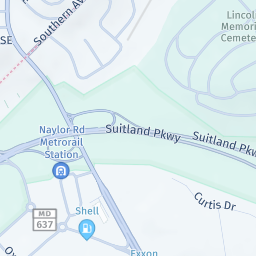 SE
Southern Av
Lincol
Memori
Cemete
Naylor Rd
Metrorail
Station
Suitland Pkwy
Suitland Pkw
MD
637
Curtis Dr
Shell
Exxon